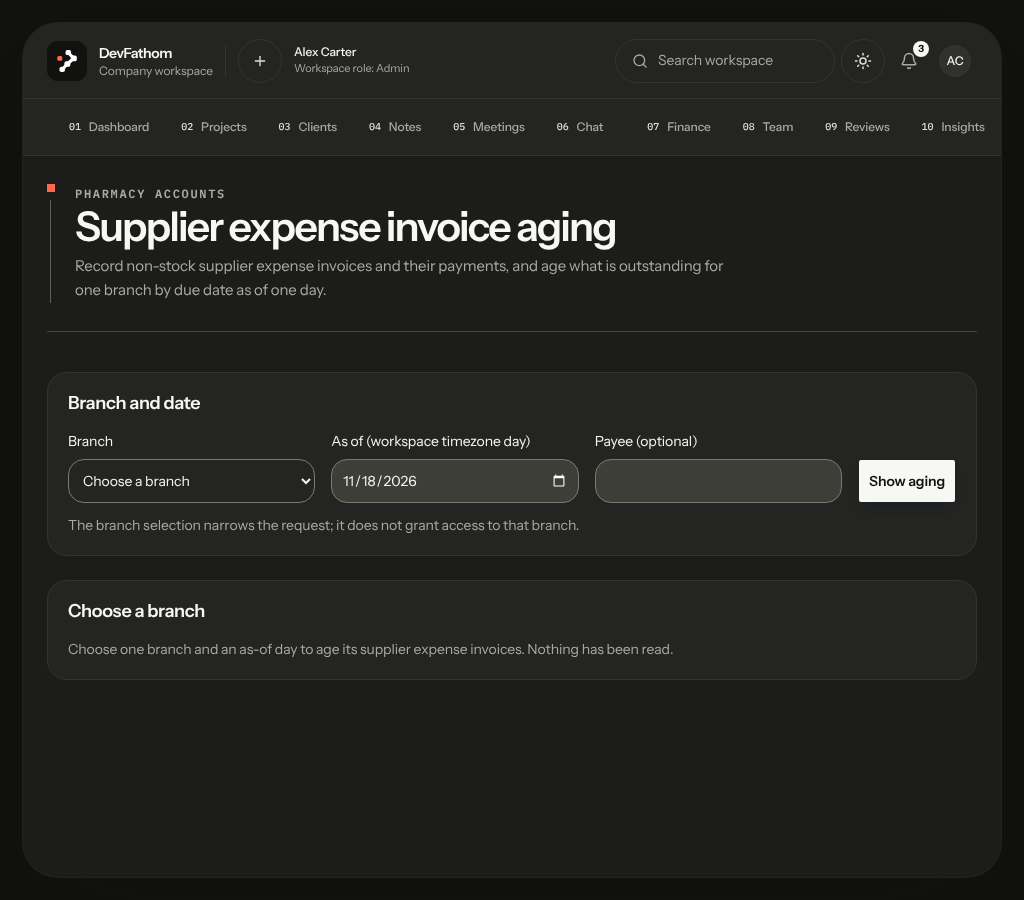 DevFathom
Company workspace
+
Alex Carter
Workspace role: Admin
Search workspace
3
AC
01 Dashboard
02 Projects
03 Clients
04 Notes
05 Meetings
06 Chat
07 Finance
08 Team
09 Reviews
10 Insights
PHARMACY ACCOUNTS
Supplier expense invoice aging
Record non-stock supplier expense invoices and their payments, and age what is outstanding for
one branch by due date as of one day.
Branch and date
Branch
As of (workspace timezone day)
Payee (optional)
Choose a branch
11/18/2026
Show aging
The branch selection narrows the request; it does not grant access to that branch.
Choose a branch
Choose one branch and an as-of day to age its supplier expense invoices. Nothing has been read.